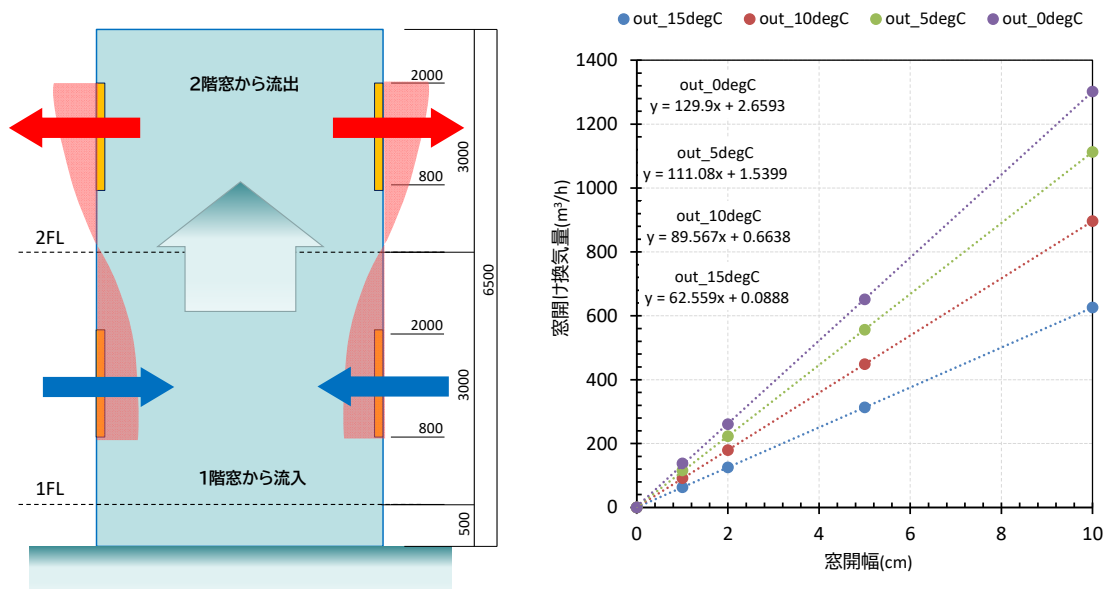 2階窓から流出
2000
3000
800
2FL
6500
2000
3000
800
1階窓から流入
1FL
500
out_15degC out_10degC out_5degC out_0degC
窓開け換気量(m³/h)
1400
1200
1000
800
600
400
200
0
out_0degC
y = 129.9x + 2.6593
out_5degC
y = 111.08x + 1.5399
out_10degC
y = 89.567x + 0.6638
out_15degC
y = 62.559x + 0.0888
0 2 4 6 8 10
窓開幅(cm)